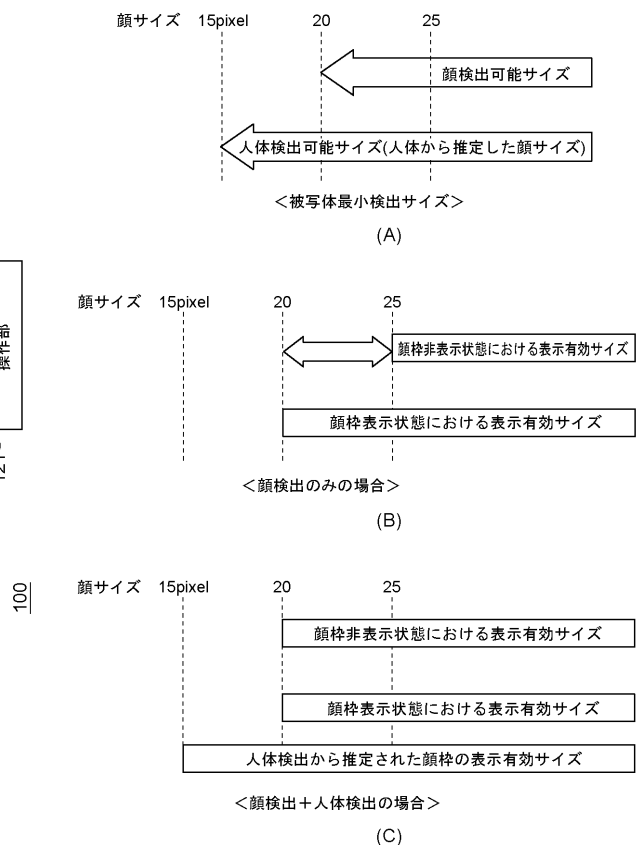 顔サイズ 15pixel 20 25
顔検出可能サイズ
人体検出可能サイズ(人体から推定した顔サイズ)
＜被写体最小検出サイズ＞
(A)
操作部
顔サイズ 15pixel 20 25
顔枠非表示状態における表示有効サイズ
顔枠表示状態における表示有効サイズ
＜顔検出のみの場合＞
(B)
100
顔サイズ 15pixel 20 25
顔枠非表示状態における表示有効サイズ
顔枠表示状態における表示有効サイズ
人体検出から推定された顔枠の表示有効サイズ
＜顔検出＋人体検出の場合＞
(C)